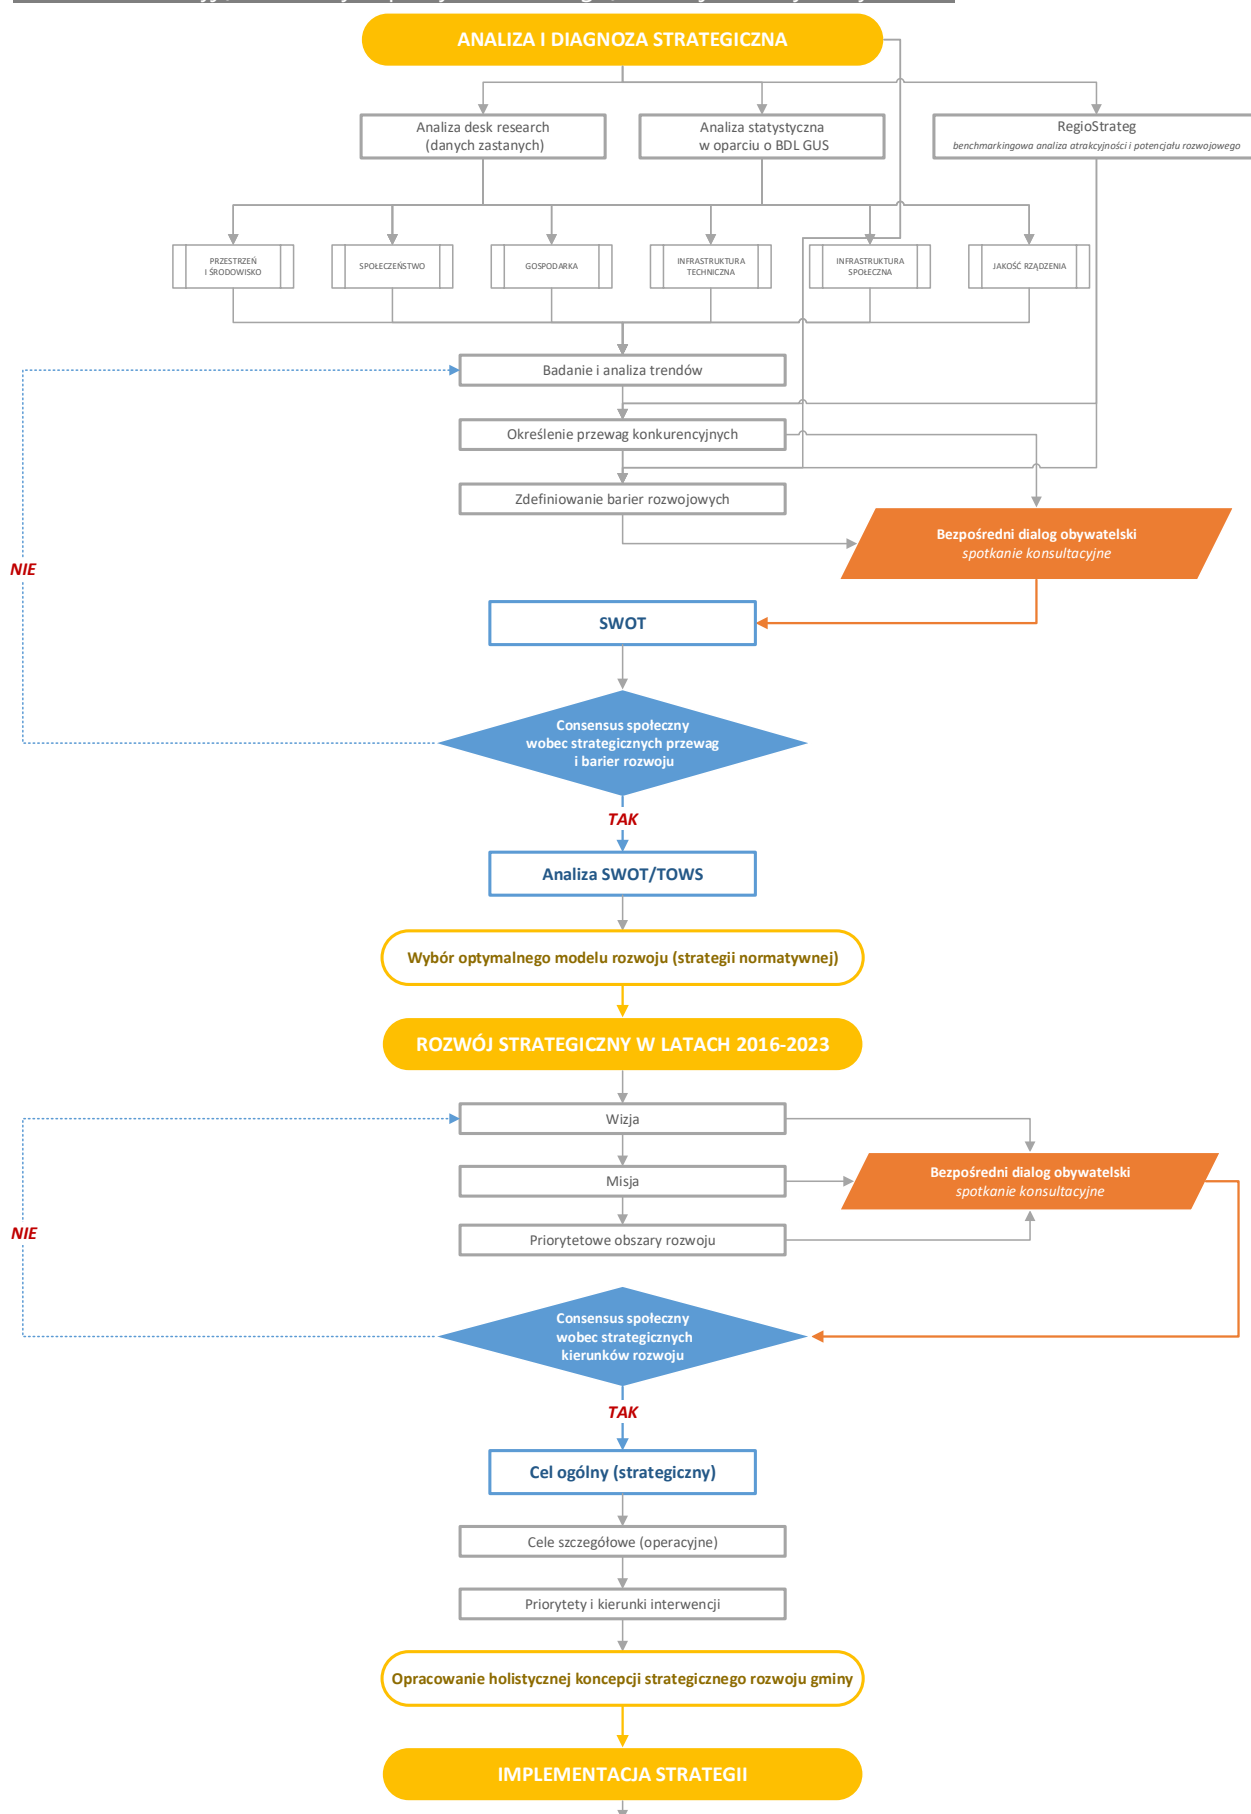 ANALIZA I DIAGNOZA STRATEGICZNA
Analiza desk research
(danych zastanych)
Analiza statystyczna
w oparciu o BDL GUS
RegioStrateg
benchmarkingowa analiza atrakcyjności i potencjału rozwojowego
PRZESTRZEŃ
I ŚRODOWISKO
SPOŁECZEŃSTWO
GOSPODARKA
INFRASTRUKTURA
TECHNICZNA
INFRASTRUKTURA
SPOŁECZNA
JAKOŚĆ RZĄDZENIA
Badanie i analiza trendów
Określenie przewag konkurencyjnych
Zdefiniowanie barier rozwojowych
Bezpośredni dialog obywatelski
spotkanie konsultacyjne
NIE
SWOT
Consensus społeczny
wobec strategicznych przewag
i barier rozwoju
TAK
Analiza SWOT/TOWS
Wybór optymalnego modelu rozwoju (strategii normatywnej)
ROZWÓJ STRATEGICZNY W LATACH 2016-2023
Wizja
Misja
Bezpośredni dialog obywatelski
spotkanie konsultacyjne
NIE
Priorytetowe obszary rozwoju
Consensus społeczny
wobec strategicznych
kierunków rozwoju
TAK
Cel ogólny (strategiczny)
Cele szczegółowe (operacyjne)
Priorytety i kierunki interwencji
Opracowanie holistycznej koncepcji strategicznego rozwoju gminy
IMPLEMENTACJA STRATEGII